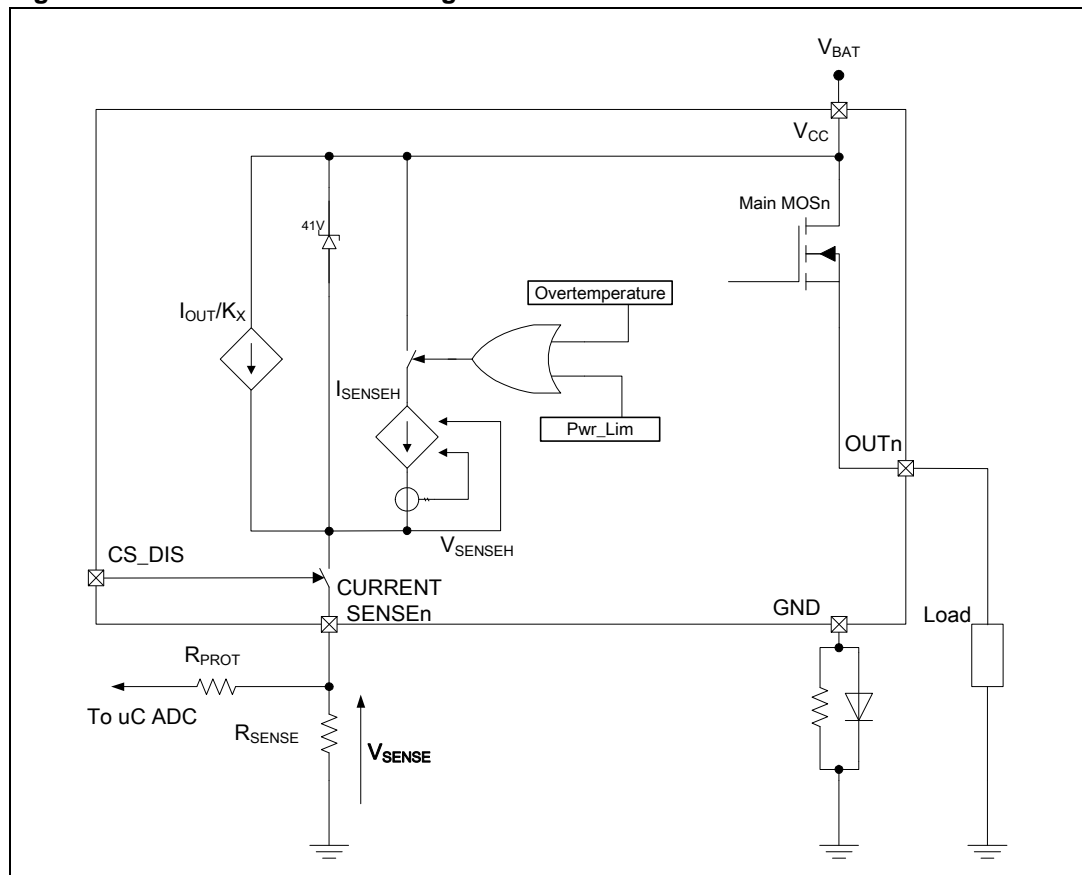 V_BAT
V_CC
Main MOSn
41V
Overtemperature
I_OUT/K_X
I_SENSEH
Pwr_Lim
OUTn
V_SENSEH
CS_DIS
CURRENT
SENSEn
GND
Load
R_PROT
To uC ADC
R_SENSE
V_SENSE